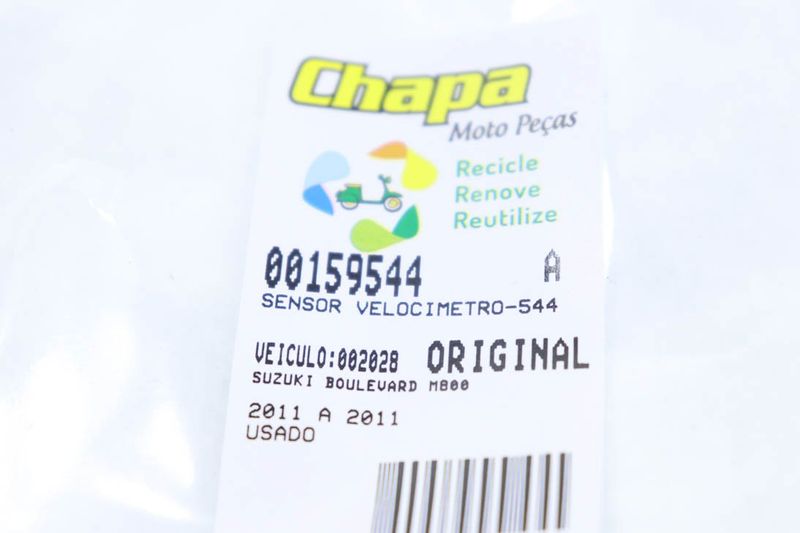 Chapa
Moto Peças
Recicle
Renove
Reutilize
00159544 A
SENSOR VELOCIMETRO-544
VEICULO:002028 ORIGINAL
SUZUKI BOULEVARD M800
2011 A 2011
USADO